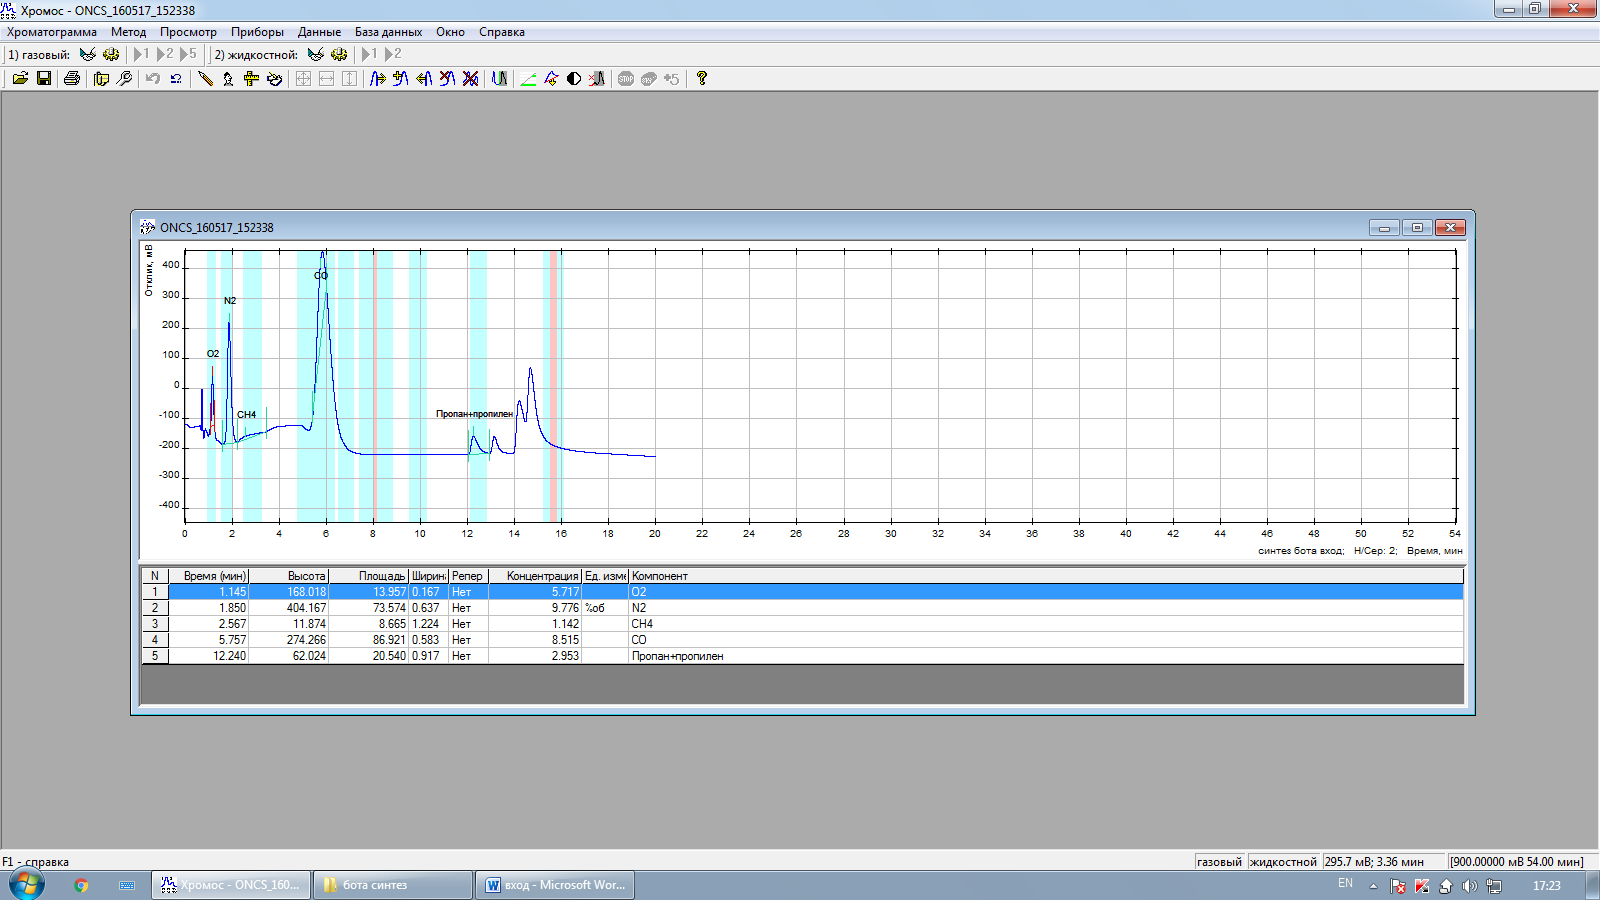 Хромос - ONCS_160517_152338
Хроматограмма Метод Просмотр Приборы Данные База данных Окно Справка
1) газовый: 1 2 5 2) жидкостной: 1 2
STOP +5 ?
ONCS_160517_152338
Отклик, мВ
400
300
200
100
0
-100
-200
-300
-400
O2
N2
CH4
CO
Пропан+пропилен
0 2 4 6 8 10 12 14 16 18 20 22 24 26 28 30 32 34 36 38 40 42 44 46 48 50 52 54
синтез бота вход; Н/Сер: 2; Время, мин
N Время (мин) Высота Площадь Ширин Репер Концентрация Ед. изме Компонент
1 1.145 168.018 13.957 0.167 Нет 5.717 O2
2 1.850 404.167 73.574 0.637 Нет 9.776 %об N2
3 2.567 11.874 8.665 1.224 Нет 1.142 CH4
4 5.757 274.266 86.921 0.583 Нет 8.515 CO
5 12.240 62.024 20.540 0.917 Нет 2.953 Пропан+пропилен
F1 - справка газовый жидкостной 295.7 мВ; 3.36 мин [900.00000 мВ 54.00 мин]
Хромос - ONCS_160... бота синтез вход - Microsoft Wor... EN 17:23